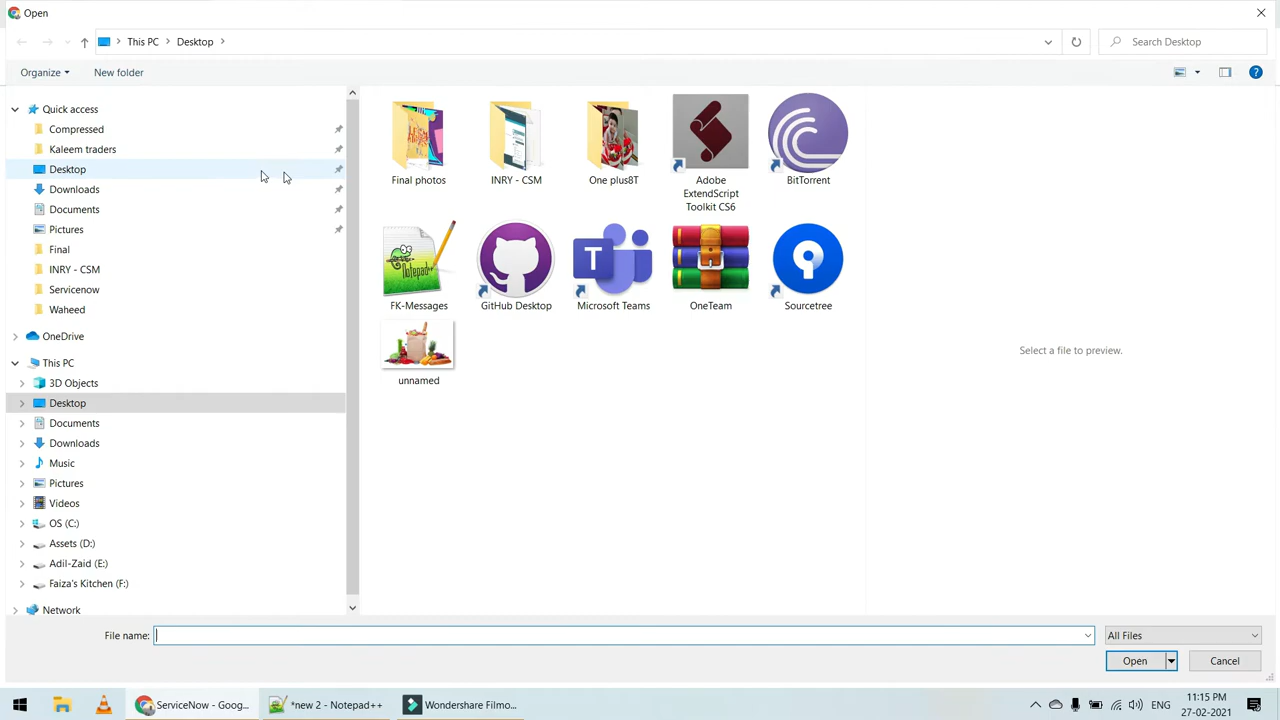 Open
This PC
Desktop
Search Desktop
Organize
New folder
Quick access
Compressed
Kaleem traders
Desktop
Downloads
Documents
Pictures
Final
INRY - CSM
Servicenow
Waheed
OneDrive
This PC
3D Objects
Desktop
Documents
Downloads
Music
Pictures
Videos
OS (C:)
Assets (D:)
Adil-Zaid (E:)
Faiza's Kitchen (F:)
Network
Final photos
INRY - CSM
One plus8T
Adobe
ExtendScript
Toolkit CS6
BitTorrent
FK-Messages
GitHub Desktop
Microsoft Teams
OneTeam
Sourcetree
unnamed
Select a file to preview.
File name:
All Files
Open
Cancel
ServiceNow - Goog...
*new 2 - Notepad++
Wondershare Filmo...
ENG
11:15 PM
27-02-2021